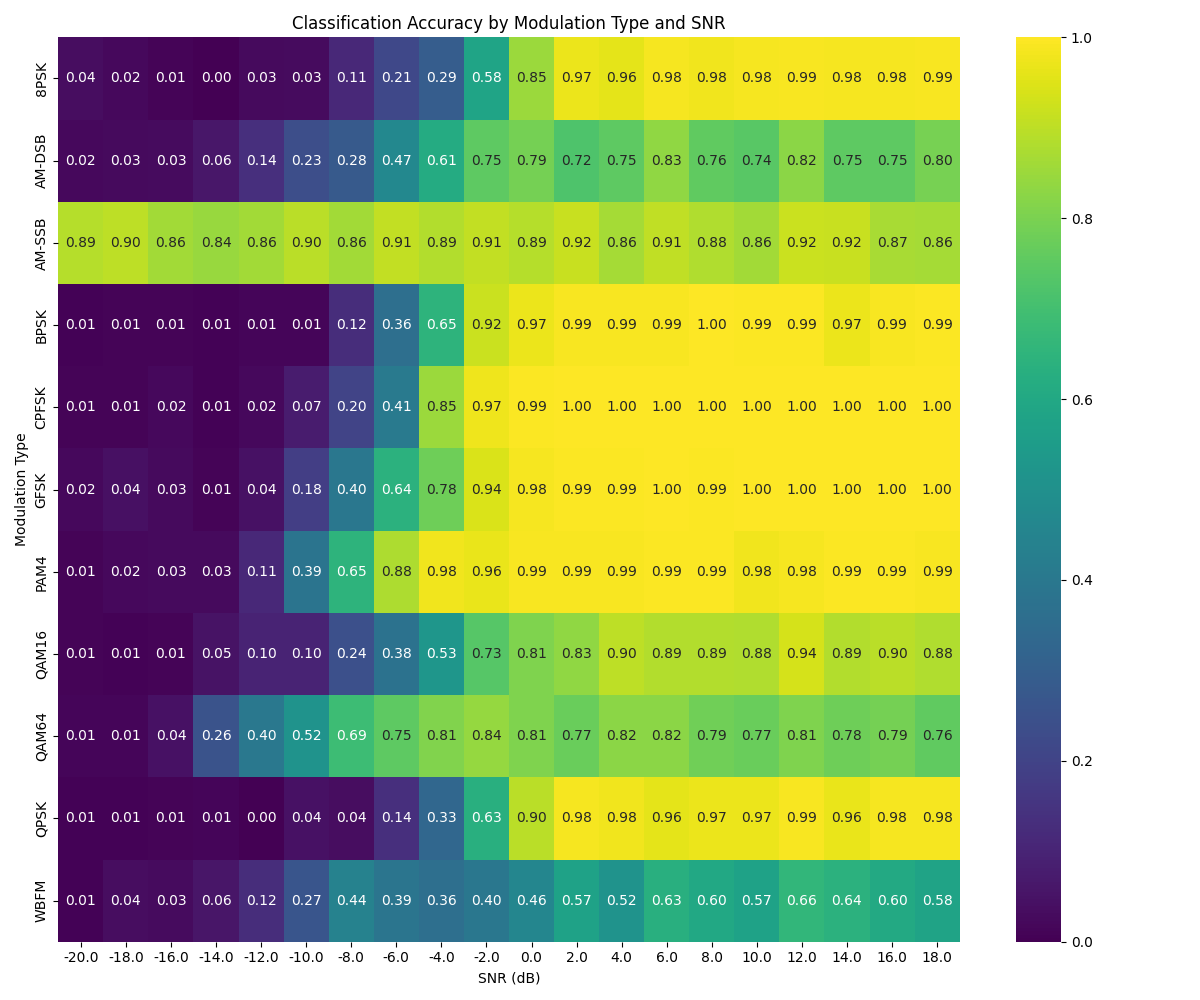 Classification Accuracy by Modulation Type and SNR
Modulation Type
8PSK 0.04 0.02 0.01 0.00 0.03 0.03 0.11 0.21 0.29 0.58 0.85 0.97 0.96 0.98 0.98 0.98 0.99 0.98 0.98 0.99
AM-DSB 0.02 0.03 0.03 0.06 0.14 0.23 0.28 0.47 0.61 0.75 0.79 0.72 0.75 0.83 0.76 0.74 0.82 0.75 0.75 0.80
AM-SSB 0.89 0.90 0.86 0.84 0.86 0.90 0.86 0.91 0.89 0.91 0.89 0.92 0.86 0.91 0.88 0.86 0.92 0.92 0.87 0.86
BPSK 0.01 0.01 0.01 0.01 0.01 0.01 0.12 0.36 0.65 0.92 0.97 0.99 0.99 0.99 1.00 0.99 0.99 0.97 0.99 0.99
CPFSK 0.01 0.01 0.02 0.01 0.02 0.07 0.20 0.41 0.85 0.97 0.99 1.00 1.00 1.00 1.00 1.00 1.00 1.00 1.00 1.00
GFSK 0.02 0.04 0.03 0.01 0.04 0.18 0.40 0.64 0.78 0.94 0.98 0.99 0.99 1.00 0.99 1.00 1.00 1.00 1.00 1.00
PAM4 0.01 0.02 0.03 0.03 0.11 0.39 0.65 0.88 0.98 0.96 0.99 0.99 0.99 0.99 0.99 0.98 0.98 0.99 0.99 0.99
QAM16 0.01 0.01 0.01 0.05 0.10 0.10 0.24 0.38 0.53 0.73 0.81 0.83 0.90 0.89 0.89 0.88 0.94 0.89 0.90 0.88
QAM64 0.01 0.01 0.04 0.26 0.40 0.52 0.69 0.75 0.81 0.84 0.81 0.77 0.82 0.82 0.79 0.77 0.81 0.78 0.79 0.76
QPSK 0.01 0.01 0.01 0.01 0.00 0.04 0.04 0.14 0.33 0.63 0.90 0.98 0.98 0.96 0.97 0.97 0.99 0.96 0.98 0.98
WBFM 0.01 0.04 0.03 0.06 0.12 0.27 0.44 0.39 0.36 0.40 0.46 0.57 0.52 0.63 0.60 0.57 0.66 0.64 0.60 0.58
-20.0 -18.0 -16.0 -14.0 -12.0 -10.0 -8.0 -6.0 -4.0 -2.0 0.0 2.0 4.0 6.0 8.0 10.0 12.0 14.0 16.0 18.0
SNR (dB)
1.0
0.8
0.6
0.4
0.2
0.0